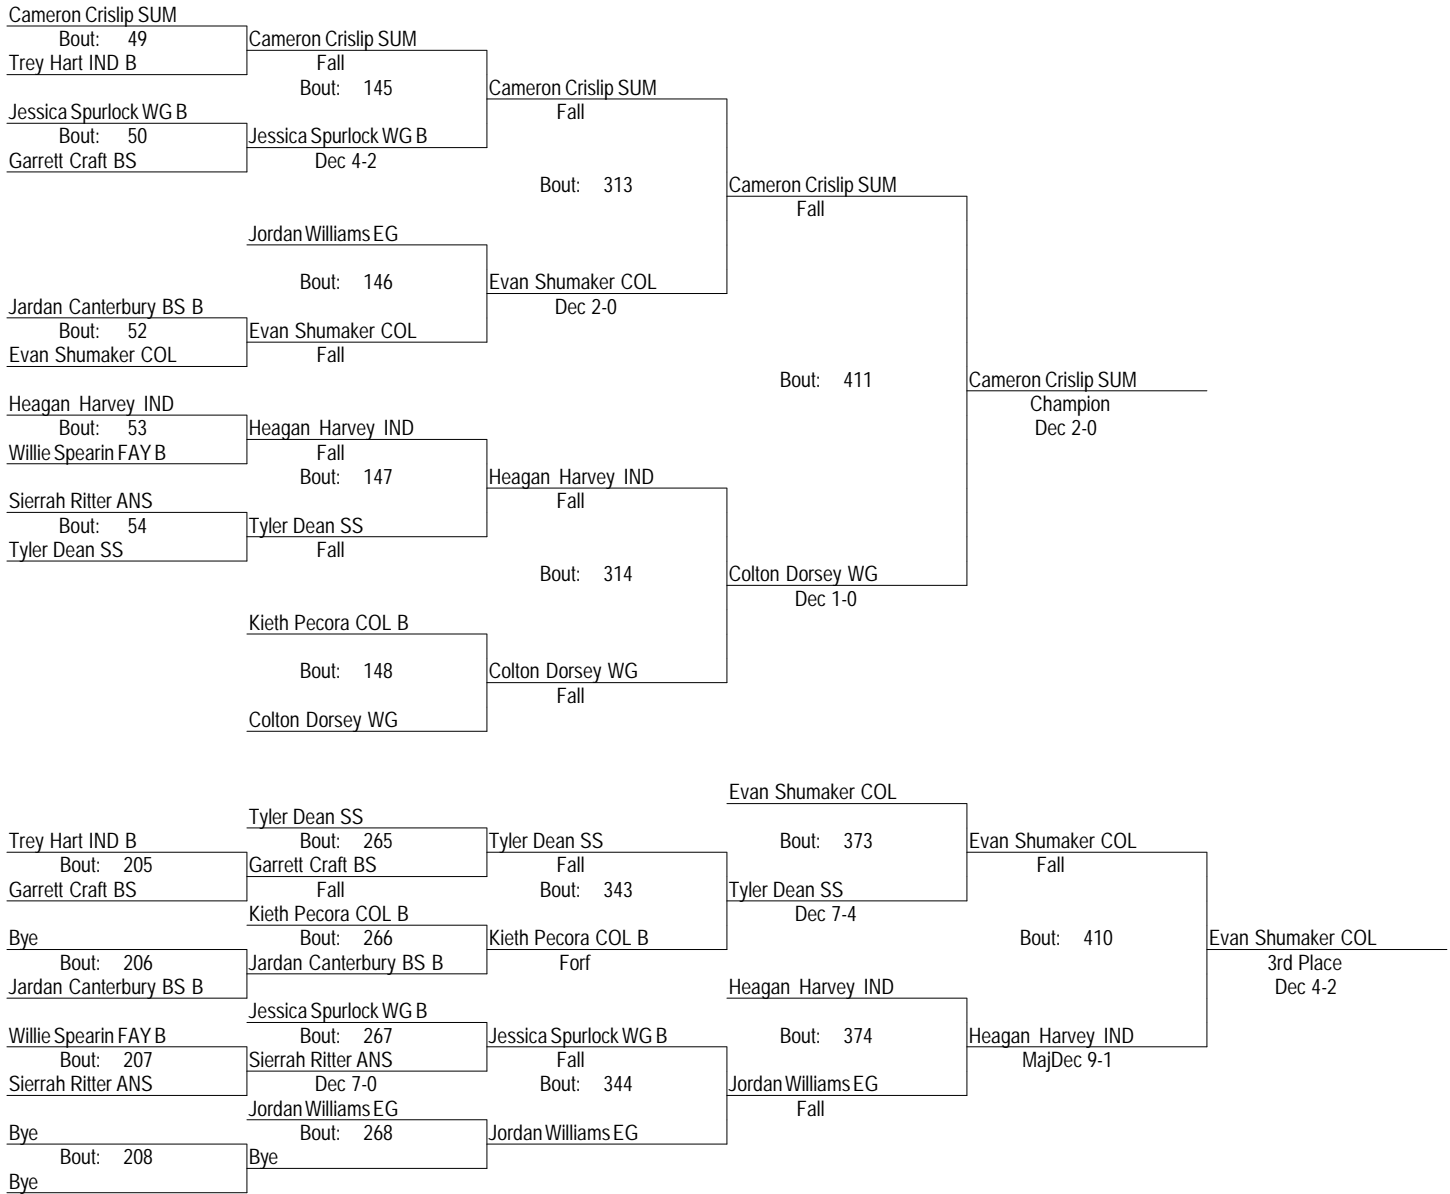 Cameron Crislip SUM
Bout: 49
Cameron Crislip SUM
Trey Hart IND B
Fall
Bout: 145
Cameron Crislip SUM
Jessica Spurlock WG B
Fall
Bout: 50
Jessica Spurlock WG B
Garrett Craft BS
Dec 4-2
Bout: 313
Cameron Crislip SUM
Fall
Jordan Williams EG
Bout: 146
Evan Shumaker COL
Jardan Canterbury BS B
Dec 2-0
Bout: 52
Evan Shumaker COL
Evan Shumaker COL
Fall
Bout: 411
Cameron Crislip SUM
Heagan Harvey IND
Champion
Bout: 53
Heagan Harvey IND
Dec 2-0
Willie Spearin FAY B
Fall
Bout: 147
Heagan Harvey IND
Sierrah Ritter ANS
Fall
Bout: 54
Tyler Dean SS
Tyler Dean SS
Fall
Bout: 314
Colton Dorsey WG
Dec 1-0
Kieth Pecora COL B
Bout: 148
Colton Dorsey WG
Fall
Colton Dorsey WG
Evan Shumaker COL
Tyler Dean SS
Trey Hart IND B
Bout: 265
Tyler Dean SS
Bout: 373
Evan Shumaker COL
Bout: 205
Garrett Craft BS
Fall
Fall
Garrett Craft BS
Fall
Bout: 343
Tyler Dean SS
Kieth Pecora COL B
Dec 7-4
Bye
Bout: 266
Kieth Pecora COL B
Bout: 410
Evan Shumaker COL
Bout: 206
Jardan Canterbury BS B
Forf
3rd Place
Jardan Canterbury BS B
Heagan Harvey IND
Dec 4-2
Jessica Spurlock WG B
Willie Spearin FAY B
Bout: 267
Jessica Spurlock WG B
Bout: 374
Heagan Harvey IND
Bout: 207
Sierrah Ritter ANS
Fall
MajDec 9-1
Sierrah Ritter ANS
Dec 7-0
Bout: 344
Jordan Williams EG
Jordan Williams EG
Fall
Bye
Bout: 268
Jordan Williams EG
Bout: 208
Bye
Bye